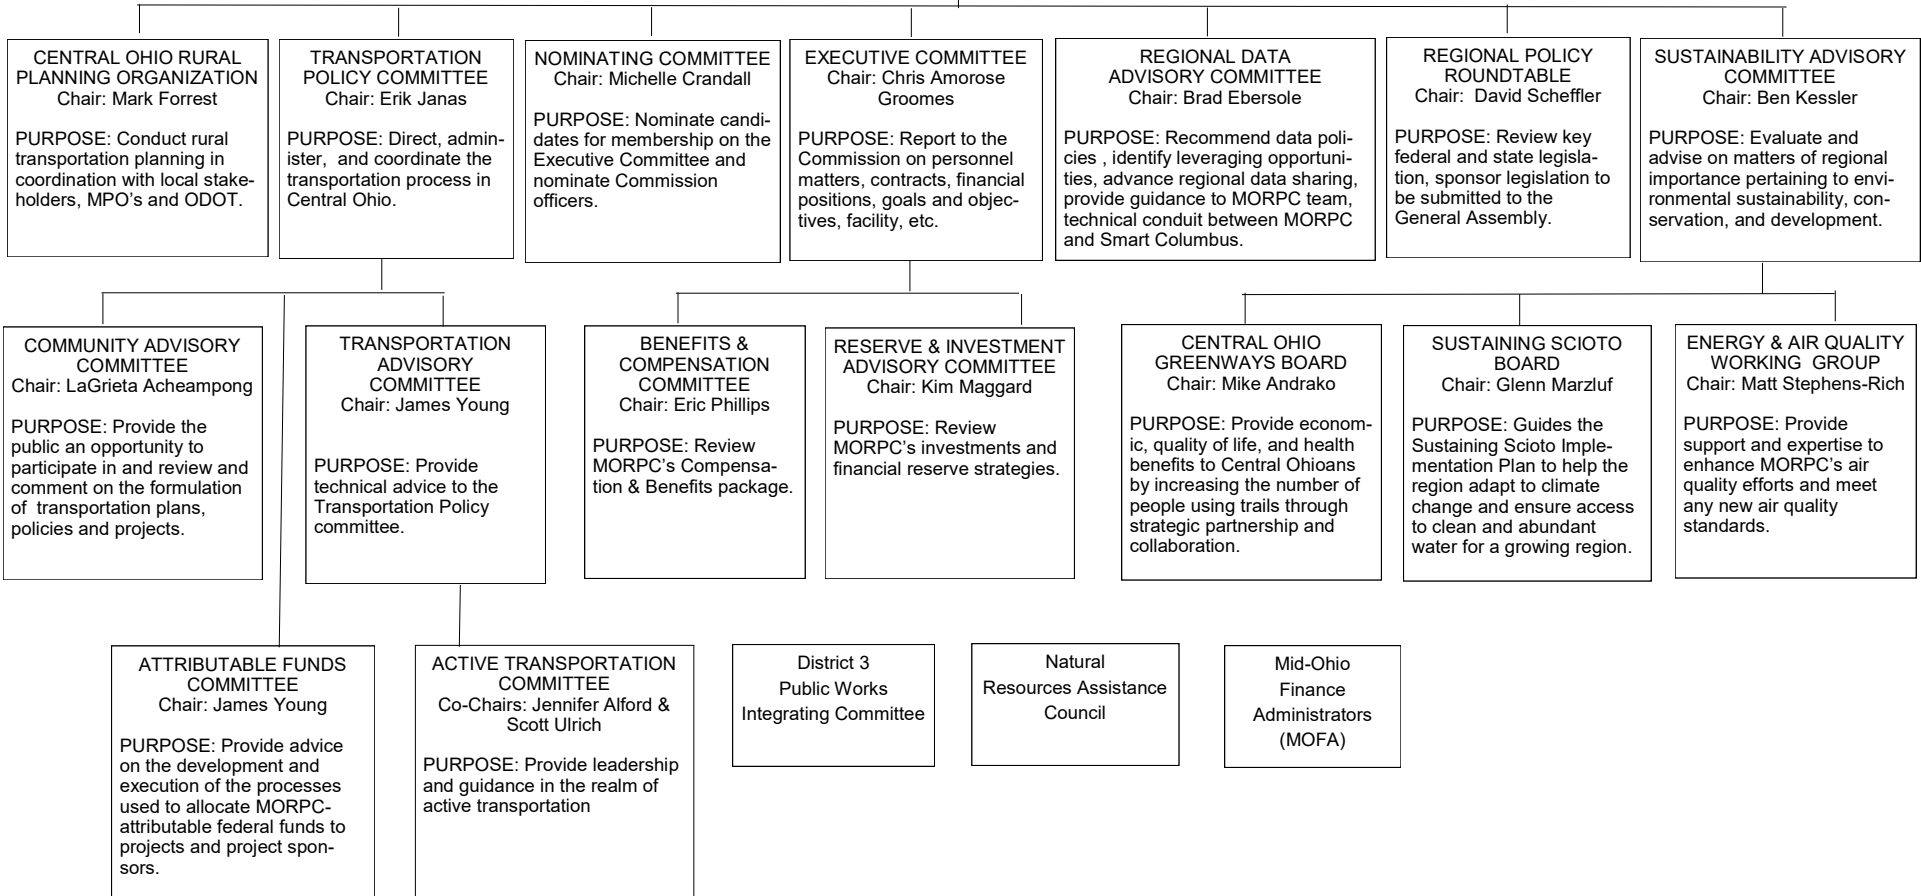 CENTRAL OHIO RURAL
PLANNING ORGANIZATION
Chair: Mark Forrest
PURPOSE: Conduct rural
transportation planning in
coordination with local stake-
holders, MPO's and ODOT.
TRANSPORTATION
POLICY COMMITTEE
Chair: Erik Janas
PURPOSE: Direct, admin-
ister,  and coordinate the
transportation process in
Central Ohio.
NOMINATING COMMITTEE
Chair: Michelle Crandall
PURPOSE: Nominate candi-
dates for membership on the
Executive Committee and
nominate Commission
officers.
EXECUTIVE COMMITTEE
Chair: Chris Amorose
Groomes
PURPOSE: Report to the
Commission on personnel
matters, contracts, financial
positions, goals and objec-
tives, facility, etc.
REGIONAL DATA
ADVISORY COMMITTEE
Chair: Brad Ebersole
PURPOSE: Recommend data poli-
cies , identify leveraging opportuni-
ties, advance regional data sharing,
provide guidance to MORPC team,
technical conduit between MORPC
and Smart Columbus.
REGIONAL POLICY
ROUNDTABLE
Chair:  David Scheffler
PURPOSE: Review key
federal and state legisla-
tion, sponsor legislation to
be submitted to the
General Assembly.
SUSTAINABILITY ADVISORY
COMMITTEE
Chair: Ben Kessler
PURPOSE: Evaluate and
advise on matters of regional
importance pertaining to envi-
ronmental sustainability, con-
servation, and development.
COMMUNITY ADVISORY
COMMITTEE
Chair: LaGrieta Acheampong
PURPOSE: Provide the
public an opportunity to
participate in and review and
comment on the formulation
of  transportation plans,
policies and projects.
TRANSPORTATION
ADVISORY
COMMITTEE
Chair: James Young
PURPOSE: Provide
technical advice to the
Transportation Policy
committee.
BENEFITS &
COMPENSATION
COMMITTEE
Chair: Eric Phillips
PURPOSE: Review
MORPC's Compensa-
tion & Benefits package.
RESERVE & INVESTMENT
ADVISORY COMMITTEE
Chair: Kim Maggard
PURPOSE: Review
MORPC's investments and
financial reserve strategies.
CENTRAL OHIO
GREENWAYS BOARD
Chair: Mike Andrako
PURPOSE: Provide econom-
ic, quality of life, and health
benefits to Central Ohioans
by increasing the number of
people using trails through
strategic partnership and
collaboration.
SUSTAINING SCIOTO
BOARD
Chair: Glenn Marzluf
PURPOSE: Guides the
Sustaining Scioto Imple-
mentation Plan to help the
region adapt to climate
change and ensure access
to clean and abundant
water for a growing region.
ENERGY & AIR QUALITY
WORKING  GROUP
Chair: Matt Stephens-Rich
PURPOSE: Provide
support and expertise to
enhance MORPC's air
quality efforts and meet
any new air quality
standards.
ATTRIBUTABLE FUNDS
COMMITTEE
Chair: James Young
PURPOSE: Provide advice
on the development and
execution of the processes
used to allocate MORPC-
attributable federal funds to
projects and project spon-
sors.
ACTIVE TRANSPORTATION
COMMITTEE
Co-Chairs: Jennifer Alford &
Scott Ulrich
PURPOSE: Provide leadership
and guidance in the realm of
active transportation
District 3
Public Works
Integrating Committee
Natural
Resources Assistance
Council
Mid-Ohio
Finance
Administrators
(MOFA)